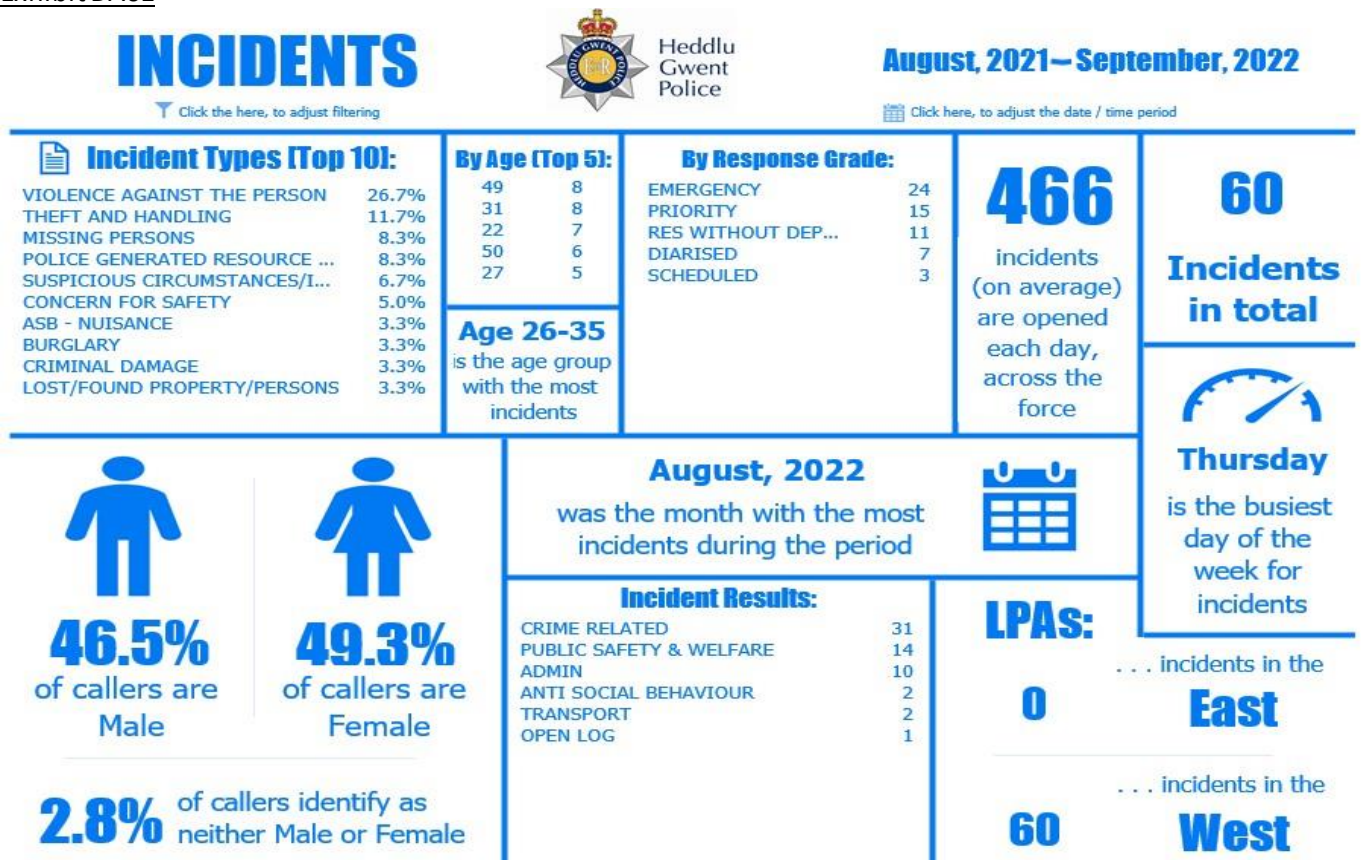 INCIDENTS
Click the here, to adjust filtering
GWENT
HEDDLU
POLICE
E R
Heddlu
Gwent
Police
August, 2021~ September, 2022
Click here, to adjust the date / time period
Incident Types [Top 10]:
VIOLENCE AGAINST THE PERSON 26.7%
THEFT AND HANDLING 11.7%
MISSING PERSONS 8.3%
POLICE GENERATED RESOURCE ... 8.3%
SUSPICIOUS CIRCUMSTANCES/I... 6.7%
CONCERN FOR SAFETY 5.0%
ASB - NUISANCE 3.3%
BURGLARY 3.3%
CRIMINAL DAMAGE 3.3%
LOST/FOUND PROPERTY/PERSONS 3.3%
By Age (Top 5):
49 8
31 8
22 7
50 6
27 5
Age 26-35
is the age group
with the most
incidents
By Response Grade:
EMERGENCY 24
PRIORITY 15
RES WITHOUT DEP... 11
DIARISED 7
SCHEDULED 3
466
incidents
(on average)
are opened
each day,
across the
force
60
Incidents
in total
Thursday
is the busiest
day of the
week for
incidents
46.5%
of callers are
Male
49.3%
of callers are
Female
2.8%
of callers identify as
neither Male or Female
August, 2022
was the month with the most
incidents during the period
Incident Results:
CRIME RELATED 31
PUBLIC SAFETY & WELFARE 14
ADMIN 10
ANTI SOCIAL BEHAVIOUR 2
TRANSPORT 2
OPEN LOG 1
LPAs:
0
. . . incidents in the
East
60
. . . incidents in the
West